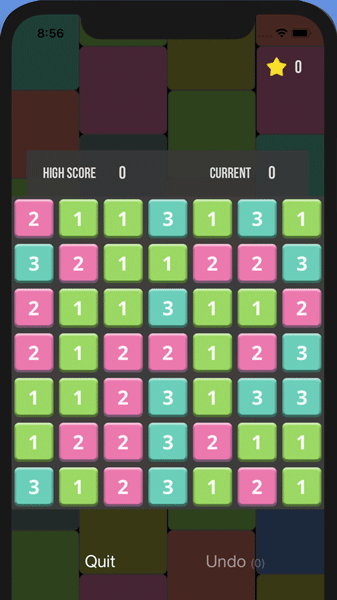 8:56
0
HIGH SCORE 0 CURRENT 0
2 1 1 3 1 3 1
3 2 1 1 2 2 3
2 1 1 3 1 1 2
2 1 2 2 1 2 3
1 1 2 3 1 3 3
1 2 2 3 2 1 1
3 1 2 3 1 2 1
Quit Undo (0)